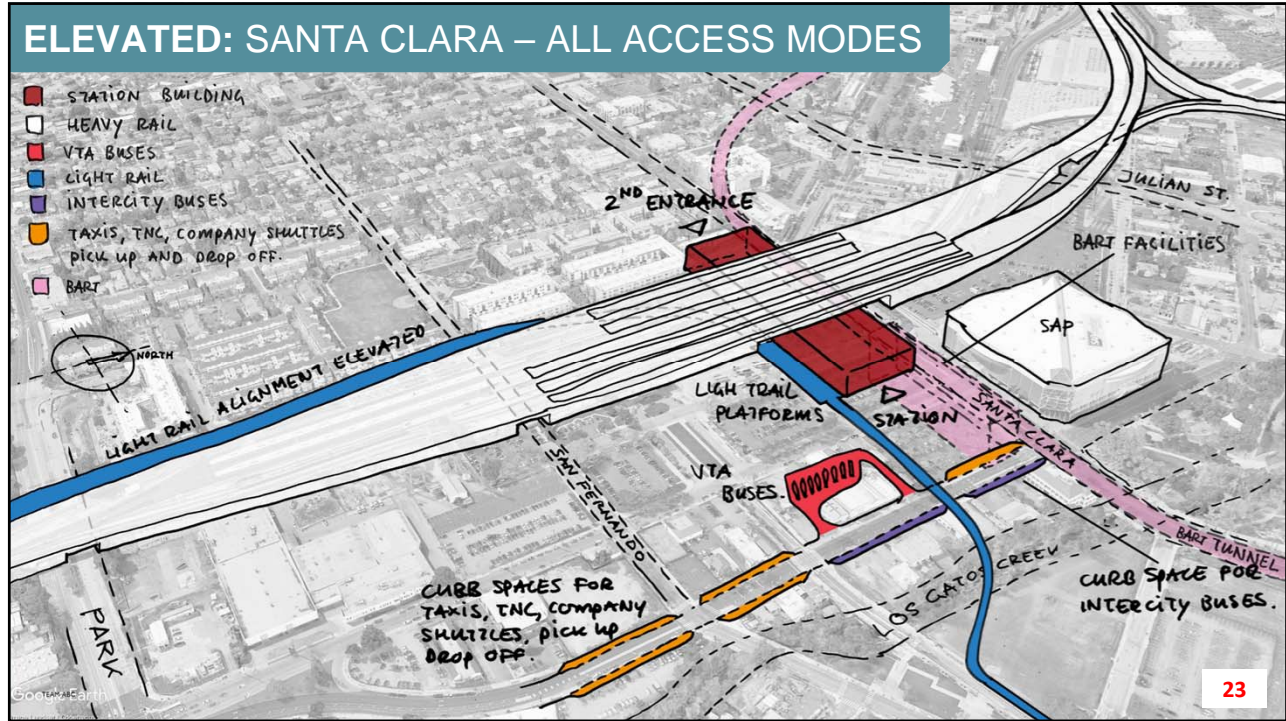 ELEVATED: SANTA CLARA – ALL ACCESS MODES
STATION BUILDING
HEAVY RAIL
VTA BUSES
LIGHT RAIL
INTERCITY BUSES
TAXIS, TNC, COMPANY SHUTTLES
PICK UP AND DROP OFF.
BART
NORTH
2ND ENTRANCE
JULIAN ST.
BART FACILITIES
SAP
LIGHT RAIL ALIGNMENT ELEVATED
LIGH TRAIL
PLATFORMS
STATION
SANTA CLARA
SAN FERNANDO
VTA
BUSES.
BART TUNNEL
LOS GATOS CREEK
CURB SPACE FOR
INTERCITY BUSES.
CURB SPACES FOR
TAXIS, TNC, COMPANY
SHUTTLES, PICK UP
DROP OFF.
PARK
Google Earth
23